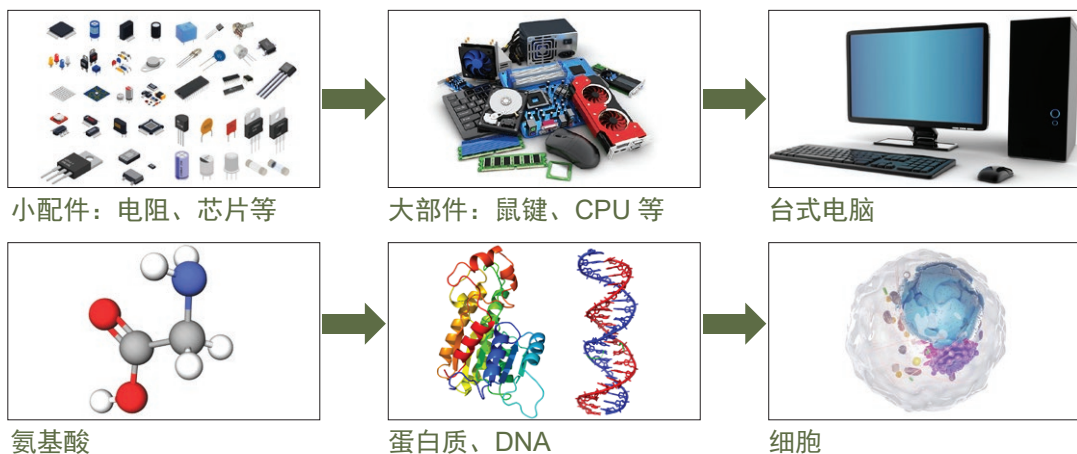 小配件：电阻、芯片等
大部件：鼠键、CPU 等
台式电脑
氨基酸
蛋白质、DNA
细胞